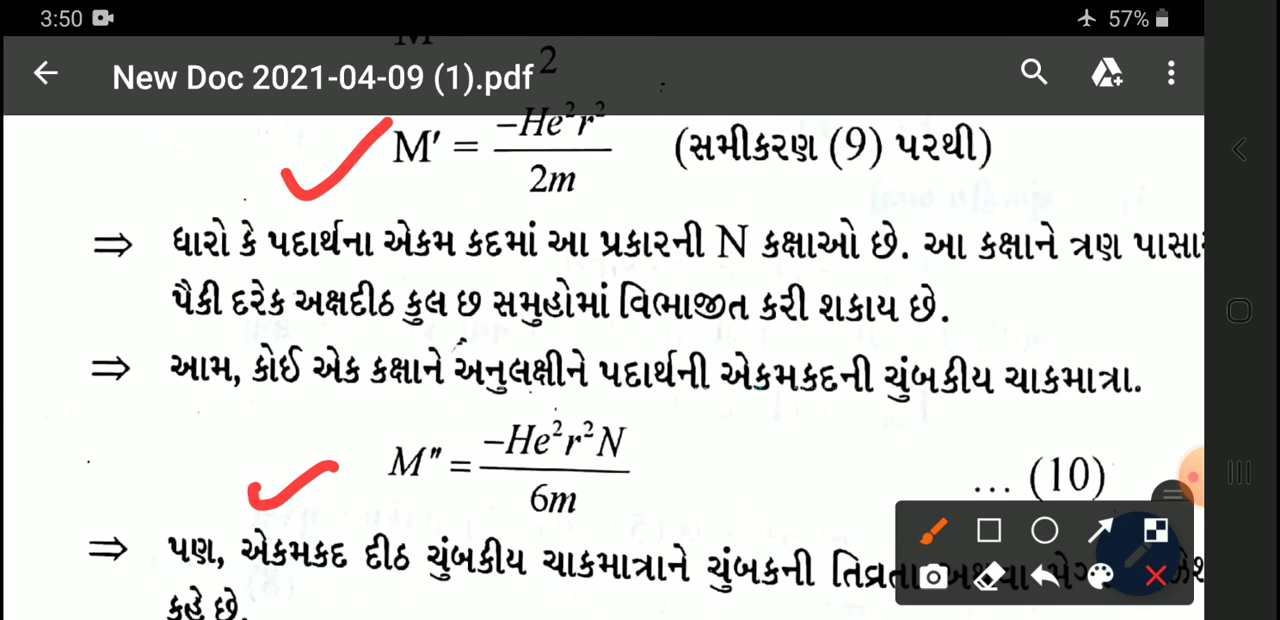 3:50 57%
2
New Doc 2021-04-09 (1).pdf
M' = −He²r² / 2m (સમીકરણ (9) પરથી)
⇒ ધારો કે પદાર્થના એકમ કદમાં આ પ્રકારની N કક્ષાઓ છે. આ કક્ષાને ત્રણ
પૈકી દરેક અક્ષદીઠ કુલ છ સમુહોમાં વિભાજીત કરી શકાય છે.
⇒ આમ, કોઈ એક કક્ષાને અનુલક્ષીને પદાર્થની એકમકદની ચુંબકીય ચાકમાત્રા.
M" = −He²r²N / 6m ... (10)
⇒ પણ, એકમકદ દીઠ ચુંબકીય ચાકમાત્રાને ચુંબકની તિવ્રતા
કહે છે.